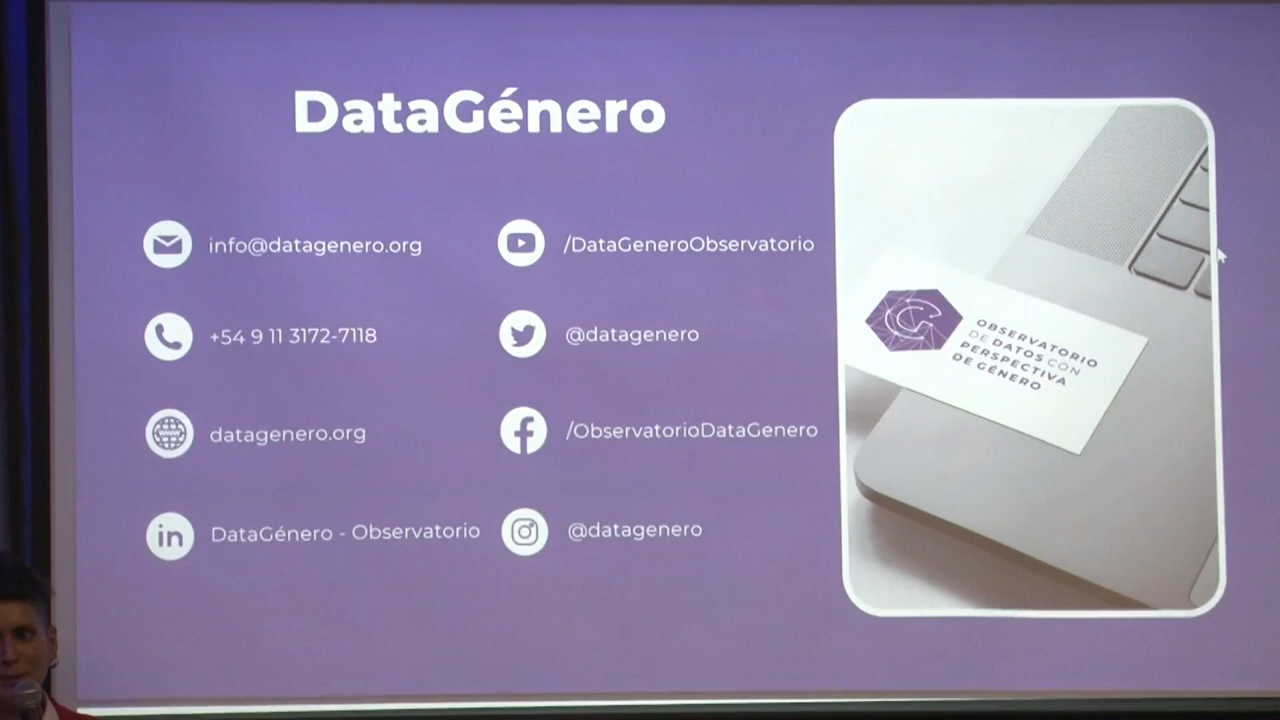 DataGénero
info@datagenero.org
+54 9 11 3172-7118
datagenero.org
DataGénero - Observatorio
/DataGeneroObservatorio
@datagenero
/ObservatorioDataGenero
@datagenero
OBSERVATORIO
DE DATOS CON
PERSPECTIVA
DE GÉNERO